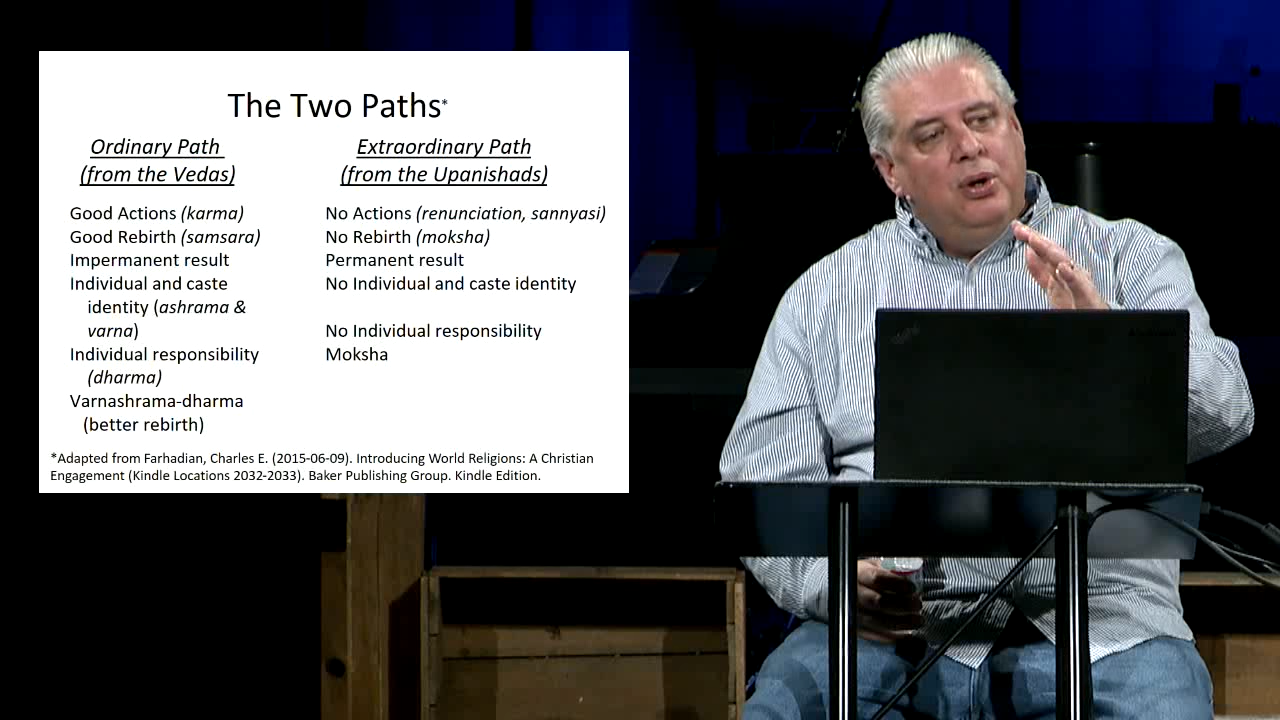 The Two Paths*
Ordinary Path
(from the Vedas)
Good Actions (karma)
Good Rebirth (samsara)
Impermanent result
Individual and caste
identity (ashrama &
varna)
Individual responsibility
(dharma)
Varnashrama-dharma
(better rebirth)
Extraordinary Path
(from the Upanishads)
No Actions (renunciation, sannyasi)
No Rebirth (moksha)
Permanent result
No Individual and caste identity
No Individual responsibility
Moksha
*Adapted from Farhadian, Charles E. (2015-06-09). Introducing World Religions: A Christian
Engagement (Kindle Locations 2032-2033). Baker Publishing Group. Kindle Edition.